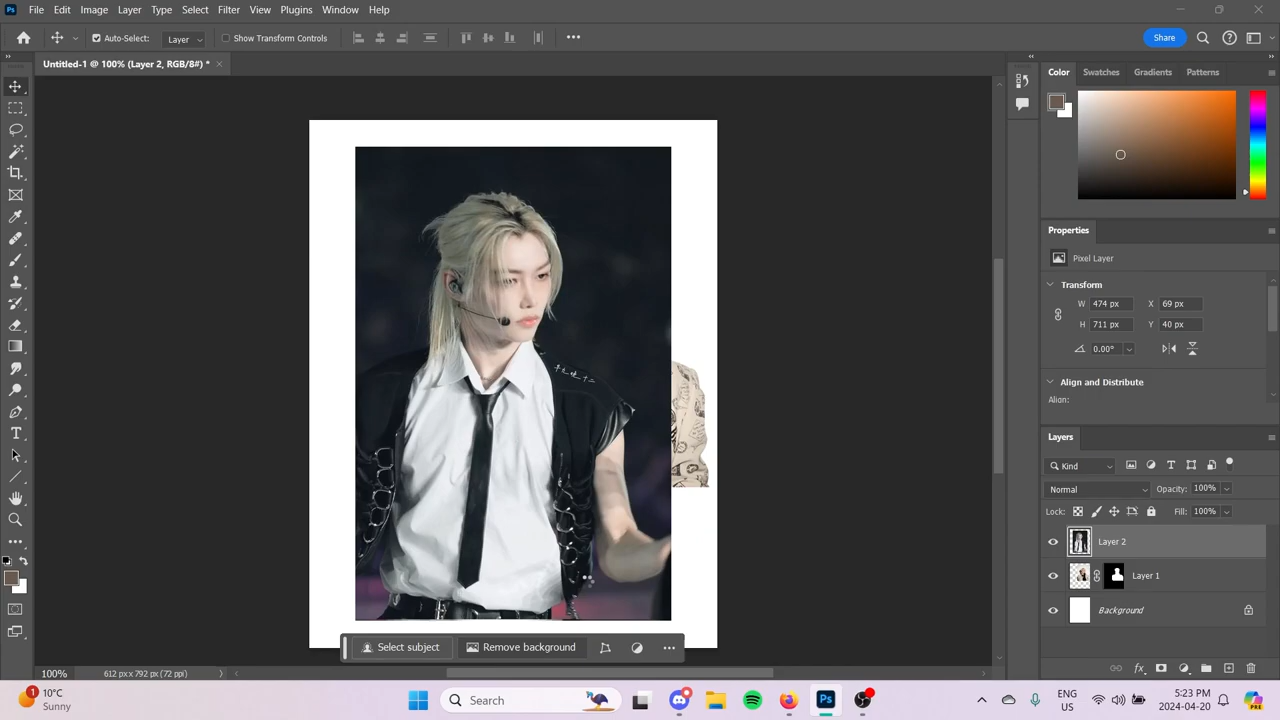 Ps File Edit Image Layer Type Select Filter View Plugins Window Help
Auto-Select: Layer Show Transform Controls Share
Untitled-1 @ 100% (Layer 2, RGB/8#) *
Color Swatches Gradients Patterns
Properties
Pixel Layer
Transform
W 474 px X 69 px
H 711 px Y 40 px
0.00°
Align and Distribute
Align:
Layers
Kind
Normal Opacity: 100%
Lock: Fill: 100%
Layer 2
Layer 1
Background
Select subject Remove background
100% 612 px x 792 px (72 ppi)
1 10°C
Sunny
Search
Ps
ENG
US
5:23 PM
2024-04-20
PRE